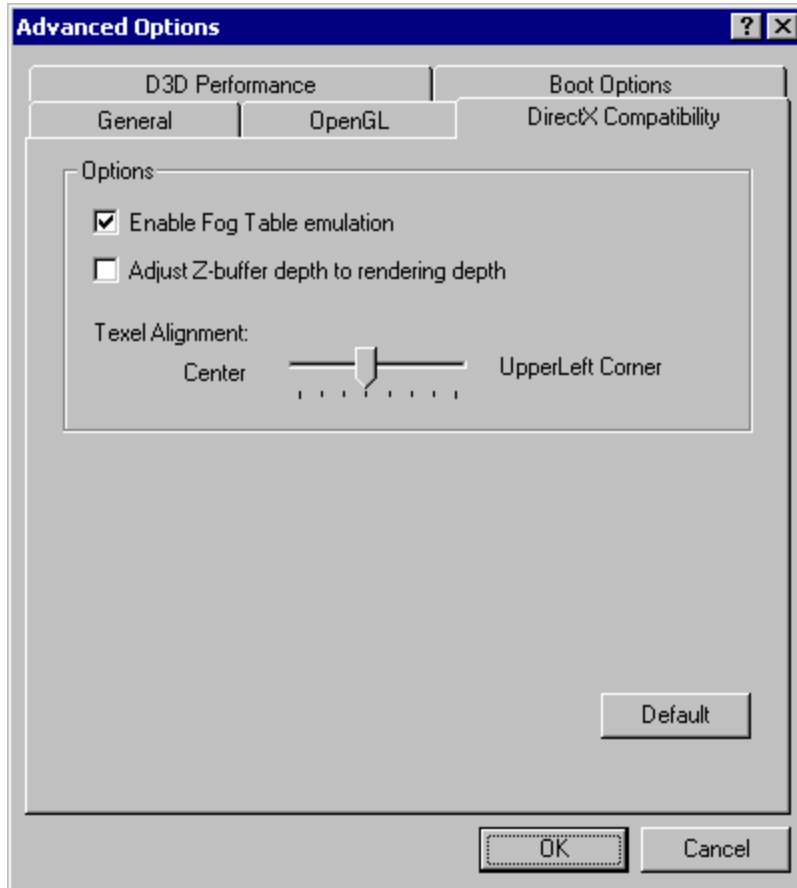 Advanced Options
D3D Performance Boot Options
General OpenGL DirectX Compatibility
Options
Enable Fog Table emulation
Adjust Z-buffer depth to rendering depth
Texel Alignment:
Center UpperLeft Corner
Default
OK Cancel